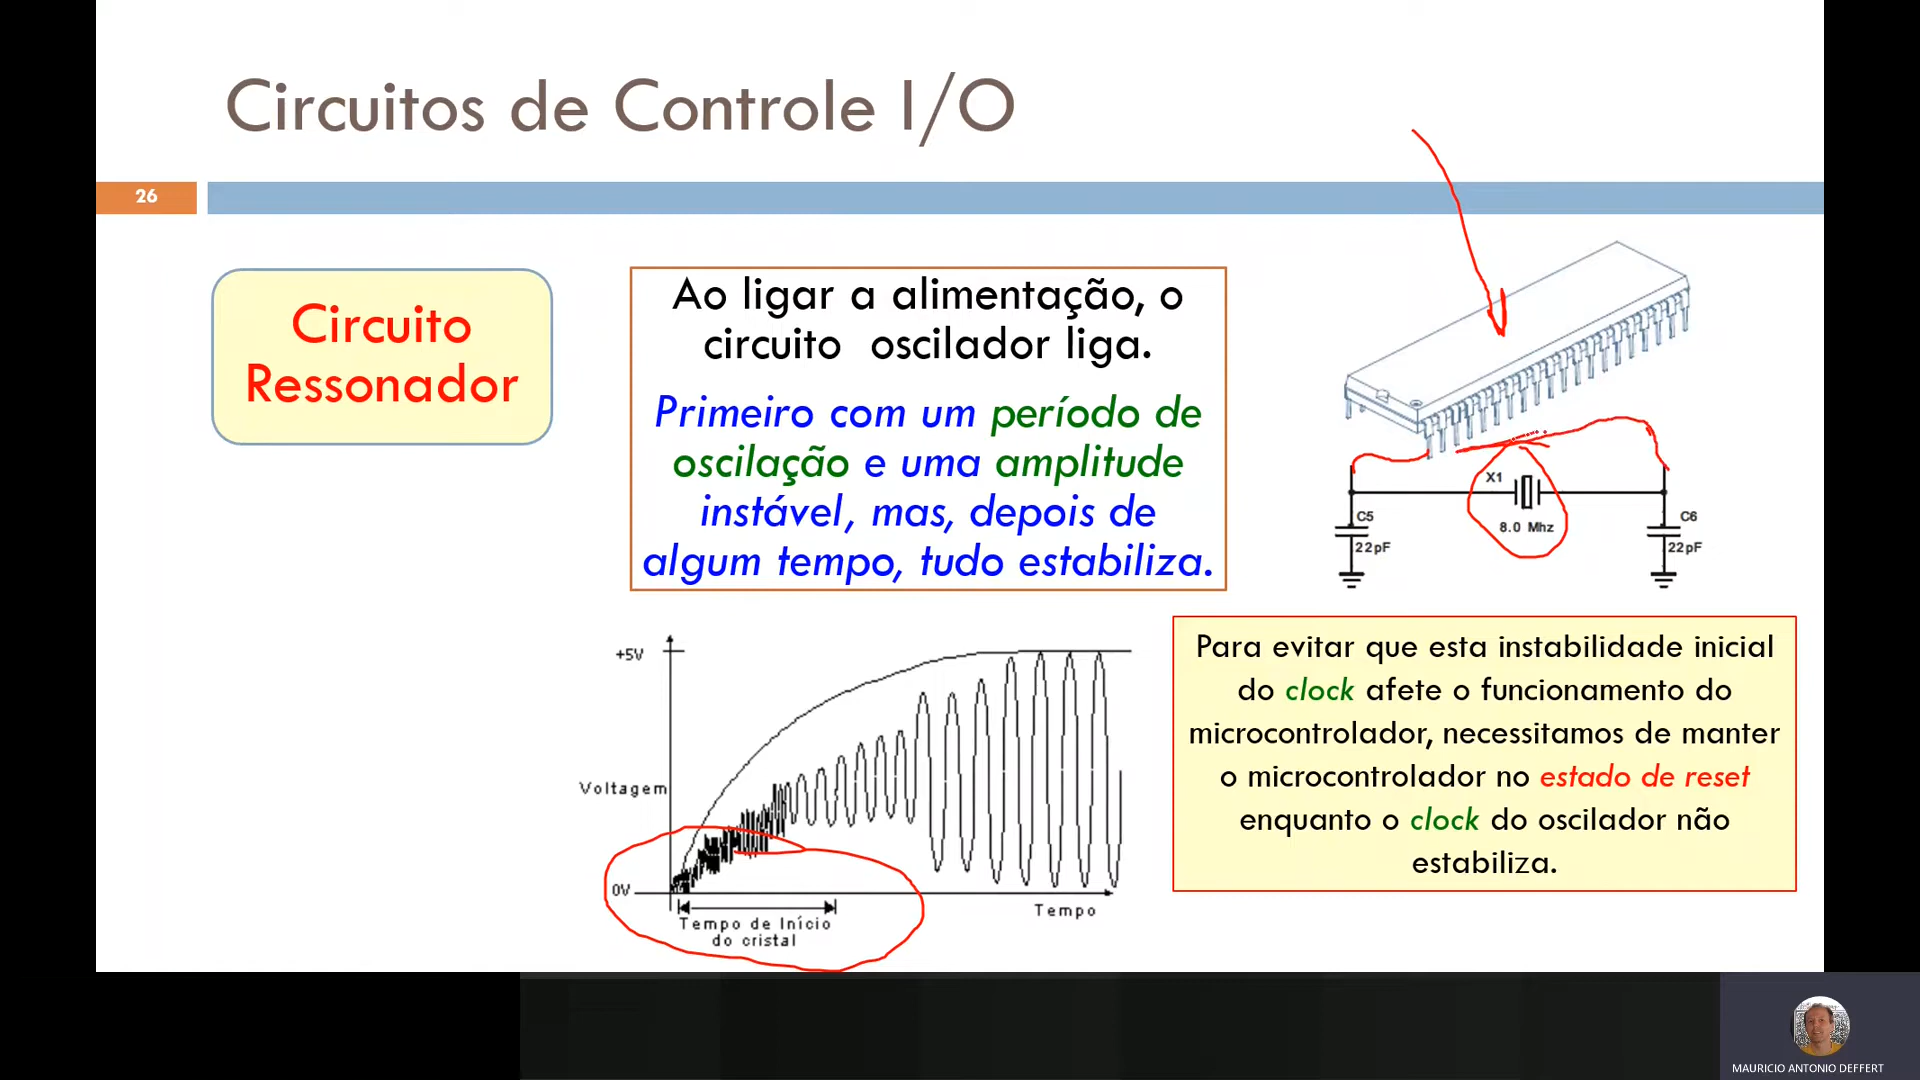 Circuitos de Controle I/O
26
Circuito
Ressonador
Ao ligar a alimentação, o
circuito oscilador liga.
Primeiro com um período de
oscilação e uma amplitude
instável, mas, depois de
algum tempo, tudo estabiliza.
X1
8.0 Mhz
C5
22pF
C6
22pF
+5V
Voltagem
0V
Tempo de Início
do cristal
Tempo
Para evitar que esta instabilidade inicial
do clock afete o funcionamento do
microcontrolador, necessitamos de manter
o microcontrolador no estado de reset
enquanto o clock do oscilador não
estabiliza.
MAURICIO ANTONIO DEFFERT